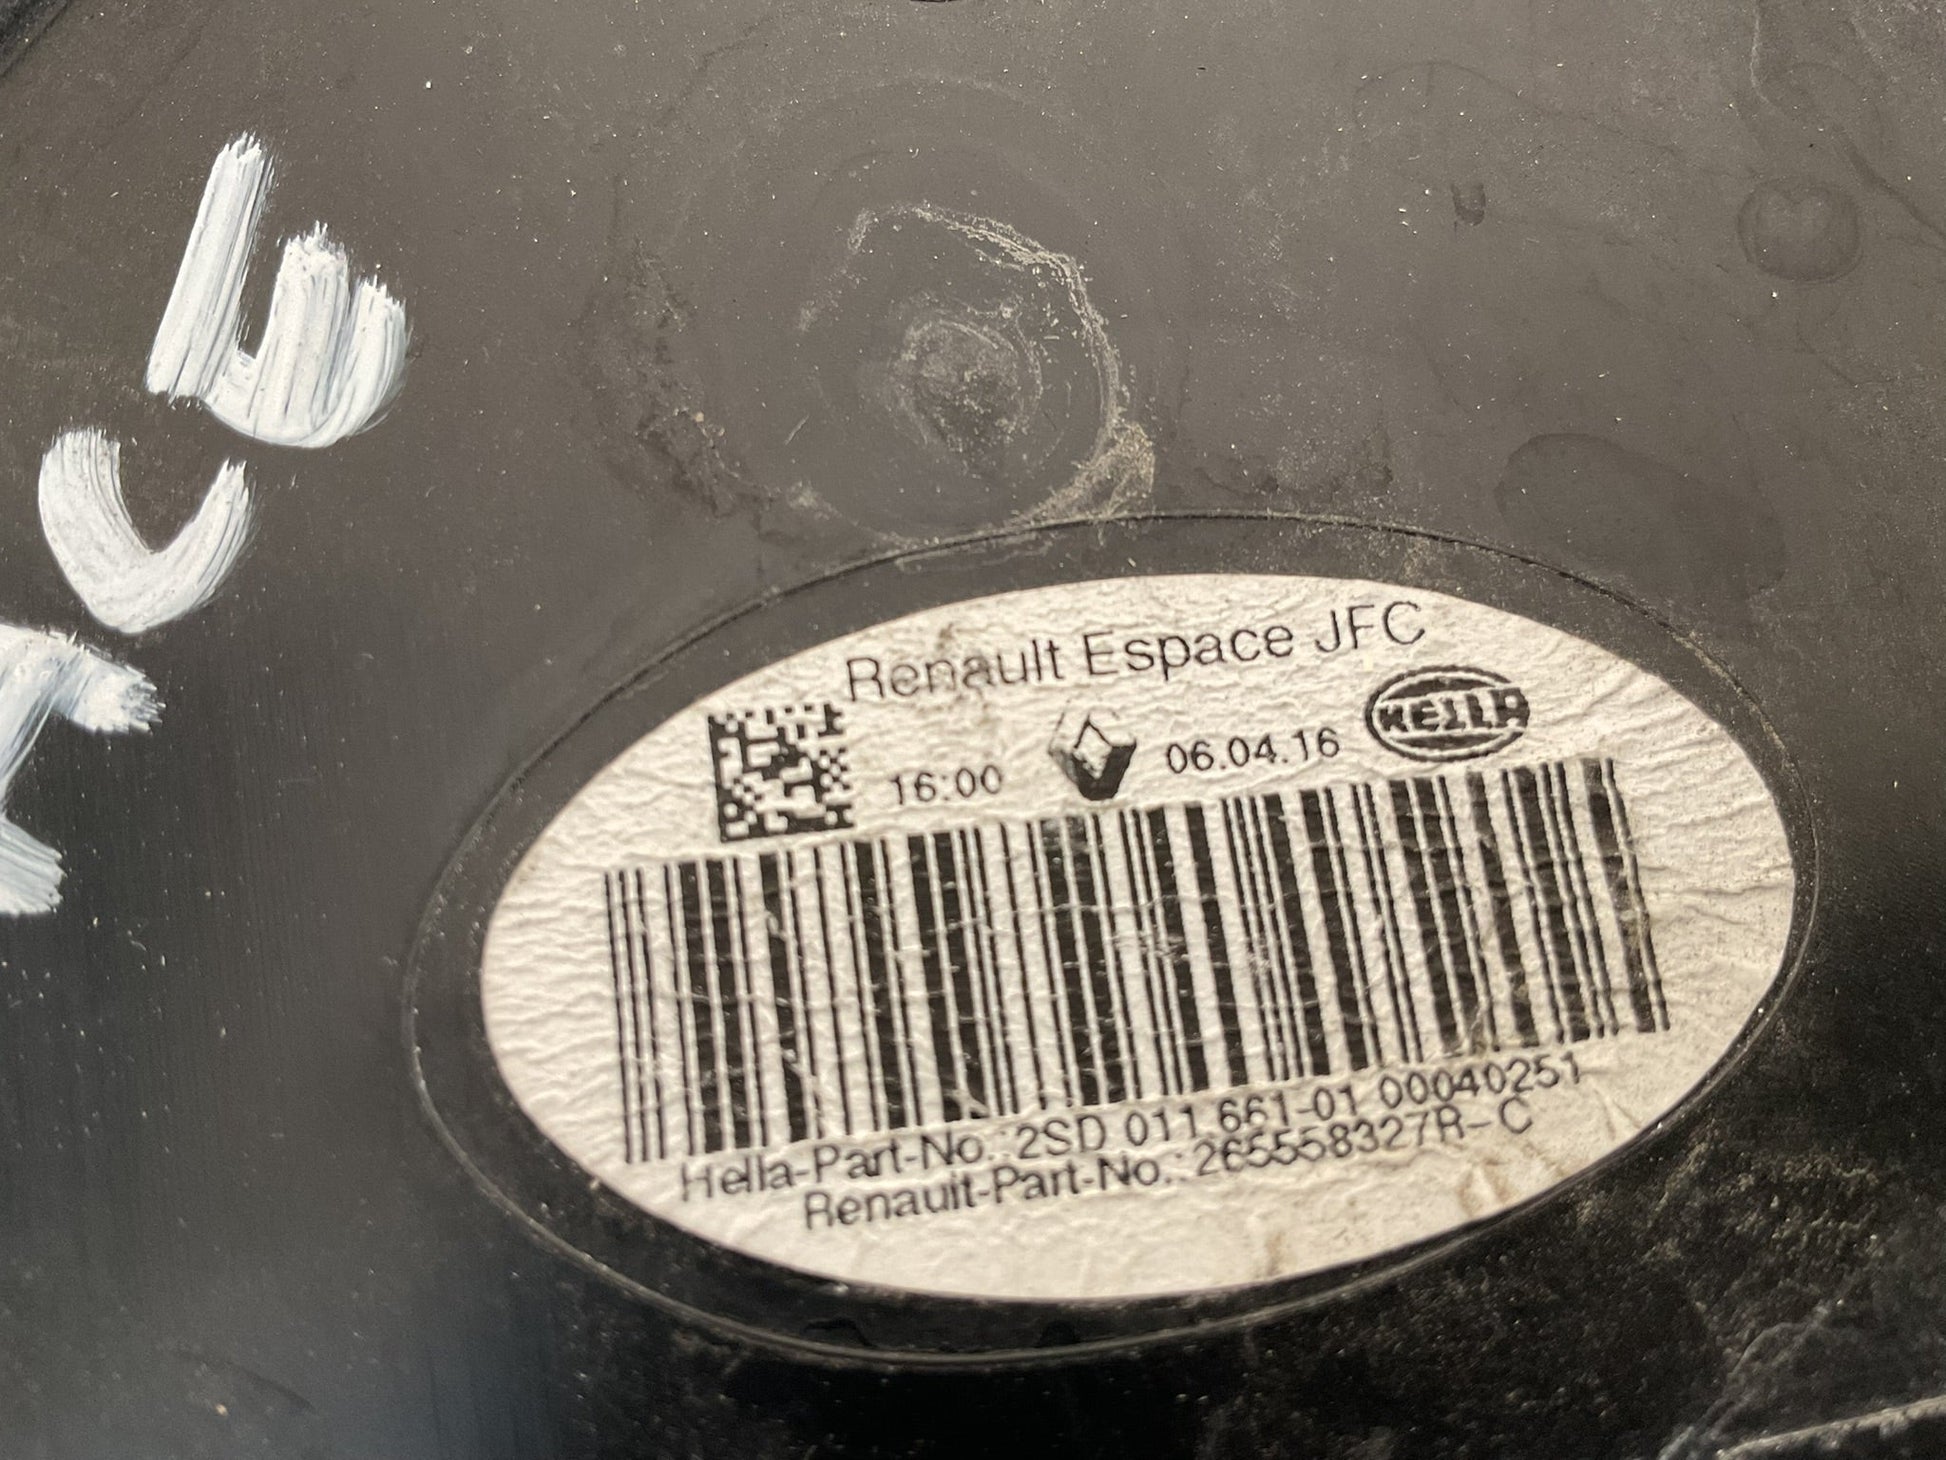 Renault Espace JFC
16:00 06.04.16 HELLA
Hella-Part-No.:2SD 011 661-01 00040251
Renault-Part-No.:265558327R-C